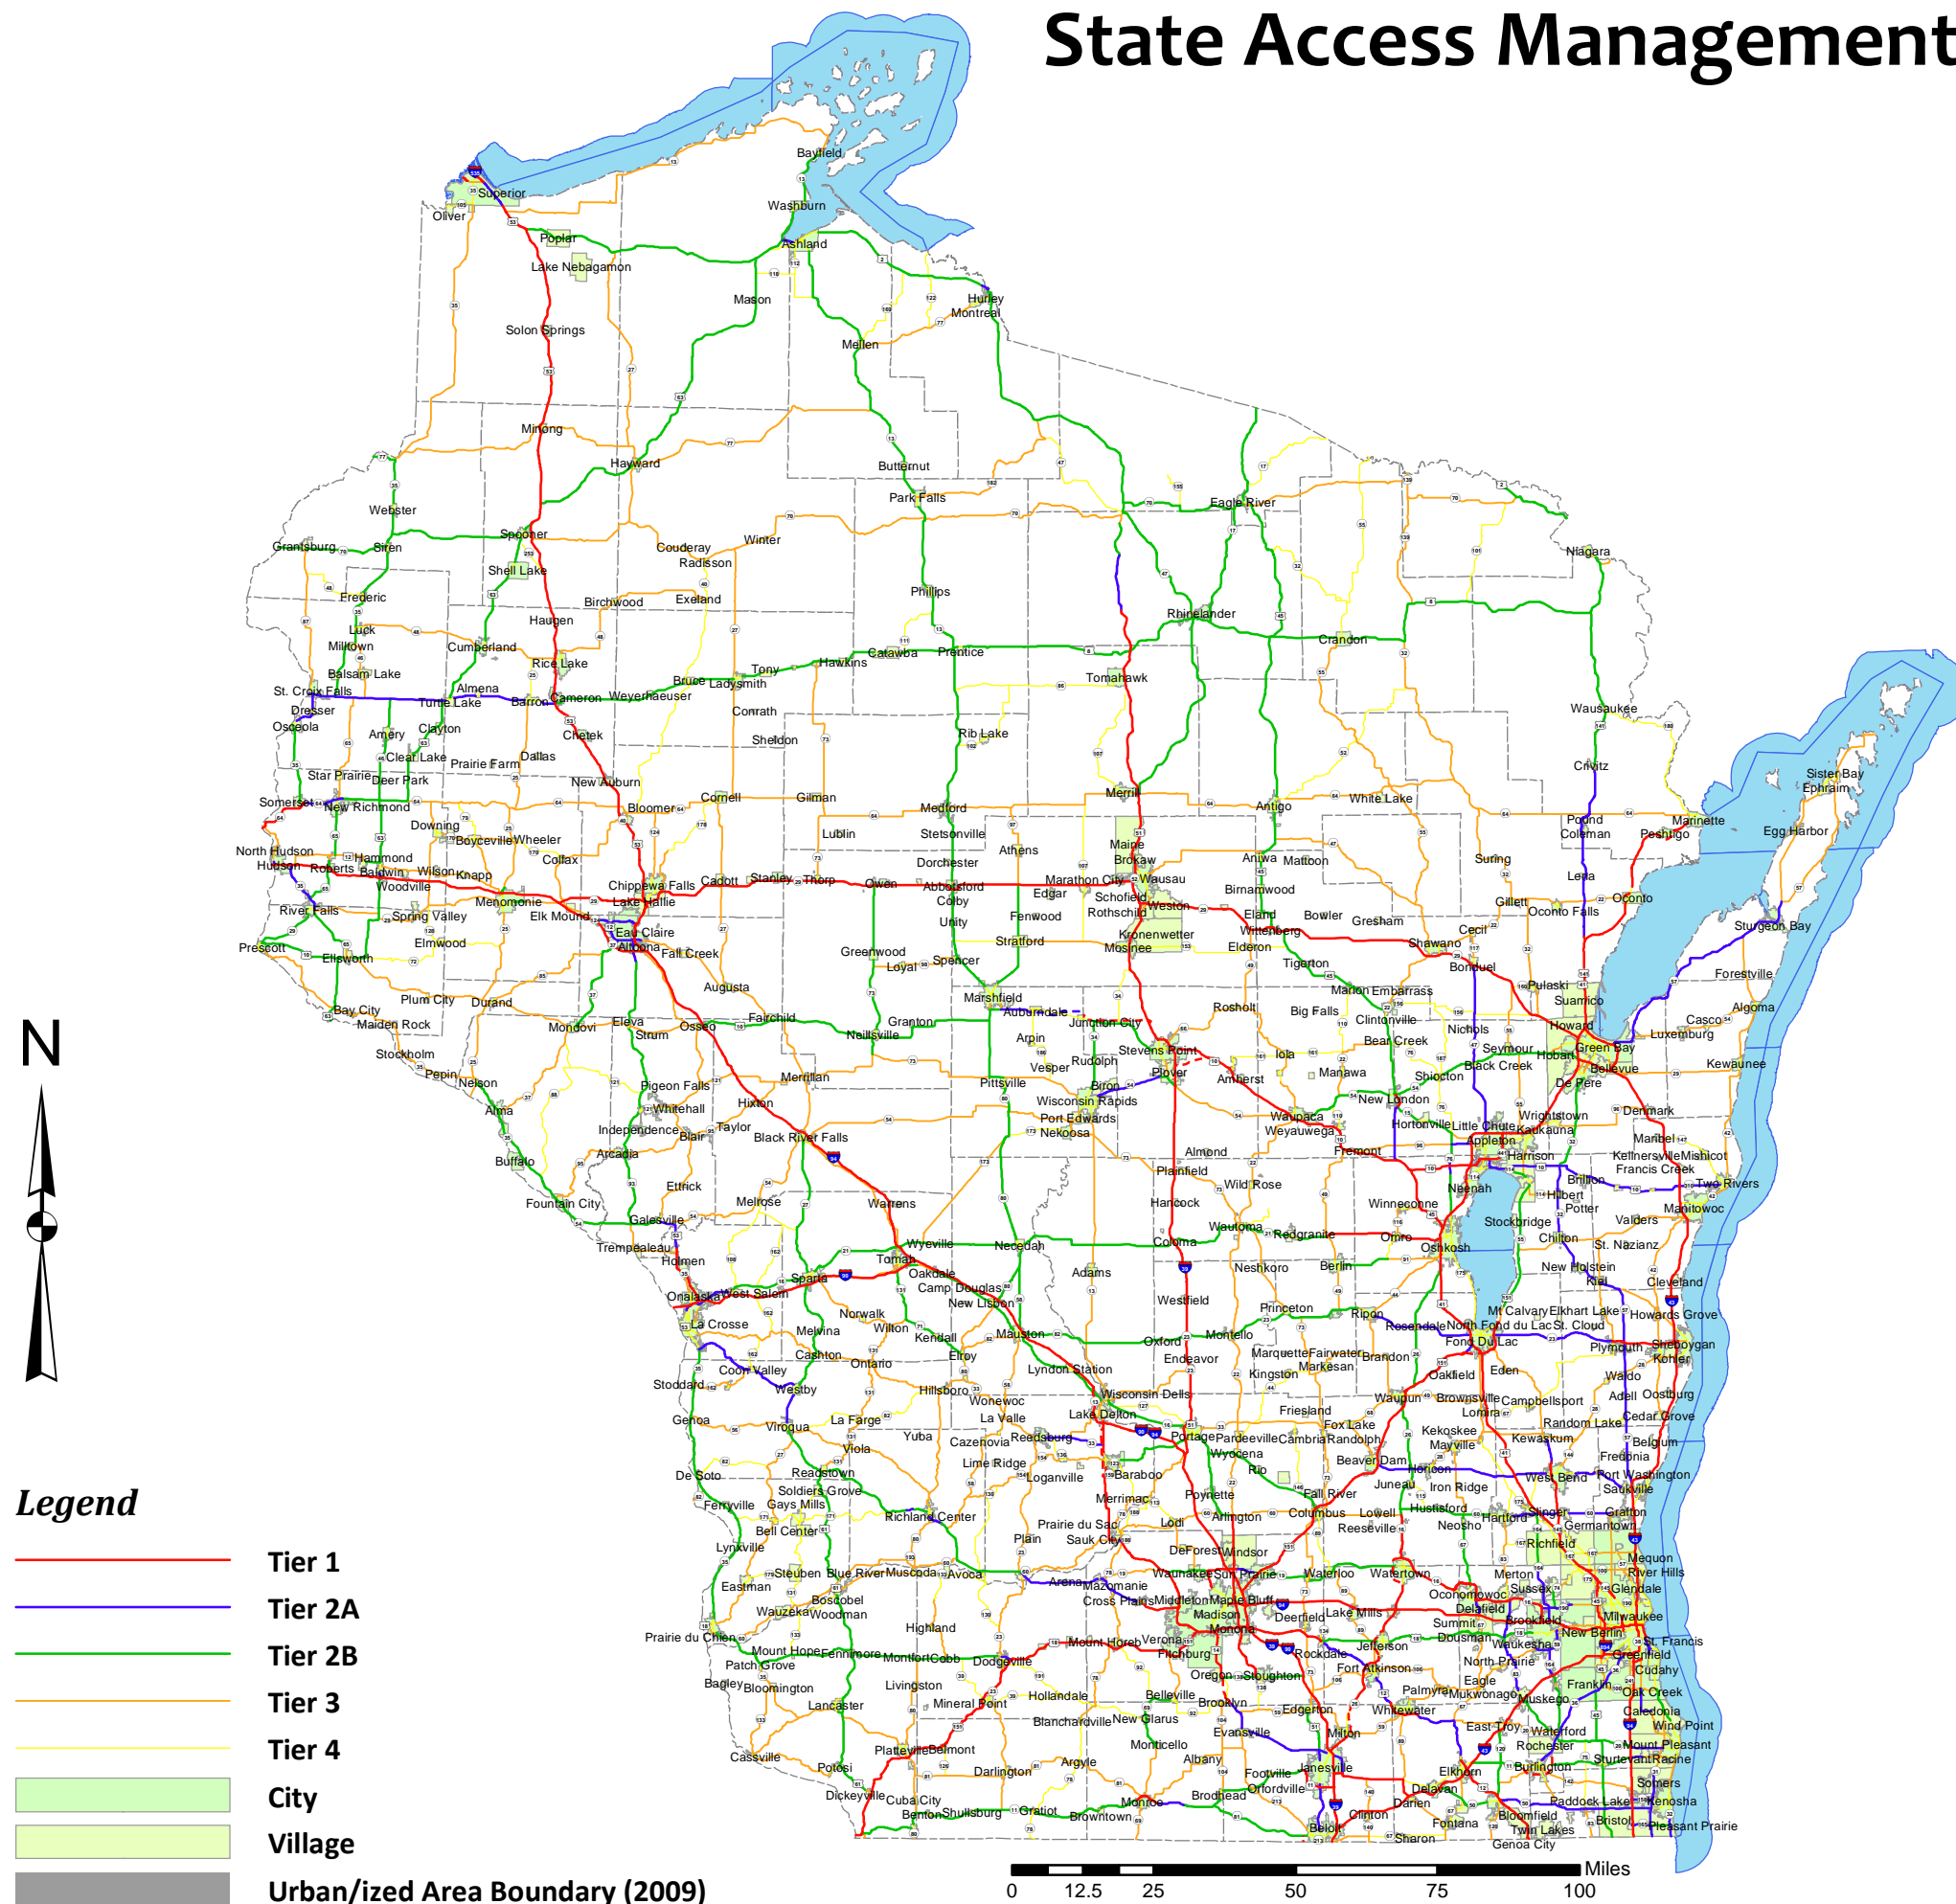 State Access Management
Bayfield
Superior
Washburn
Oliver
Poplar
Ashland
Lake Nebagamon
Mason
Hurley
Montreal
Solon Springs
Mellen
Minong
Hayward
Butternut
Park Falls
Eagle River
Webster
Spooner
Grantsburg
Siren
Couderay
Winter
Niagara
Radisson
Shell Lake
Frederic
Birchwood
Exeland
Phillips
Rhinelander
Luck
Haugen
Milltown
Cumberland
Crandon
Rice Lake
Catawba
Prentice
Balsam Lake
Hawkins
Tony
Tomahawk
St. Croix Falls
Almena
Bruce
Ladysmith
Turtle Lake
Barron
Cameron
Weyerhaeuser
Dresser
Conrath
Wausaukee
Osceola
Amery
Clayton
Chetek
Sheldon
Rib Lake
Clear Lake
Prairie Farm
Dallas
Crivitz
Sister Bay
Star Prairie
Deer Park
New Auburn
Ephraim
Somerset
New Richmond
Bloomer
Cornell
Gilman
Medford
Merrill
Antigo
White Lake
Downing
Pound
Marinette
Boyceville
Wheeler
Lublin
Stetsonville
Coleman
Peshtigo
Egg Harbor
North Hudson
Hammond
Colfax
Athens
Maine
Hudson
Roberts
Baldwin
Wilson
Knapp
Dorchester
Brokaw
Aniwa
Mattoon
Suring
Woodville
Chippewa Falls
Cadott
Stanley
Thorp
Owen
Abbotsford
Marathon City
Wausau
Birnamwood
Lena
River Falls
Menomonie
Lake Hallie
Colby
Edgar
Schofield
Weston
Gillett
Oconto
Spring Valley
Elk Mound
Eau Claire
Unity
Fenwood
Rothschild
Eland
Bowler
Gresham
Oconto Falls
Prescott
Elmwood
Altoona
Fall Creek
Greenwood
Stratford
Kronenwetter
Wittenberg
Cecil
Sturgeon Bay
Ellsworth
Loyal
Spencer
Mosinee
Elderon
Shawano
Tigerton
Bonduel
Forestville
Plum City
Durand
Augusta
Marshfield
Marion
Embarrass
Pulaski
Bay City
Rosholt
Big Falls
Suamico
Algoma
Maiden Rock
Mondovi
Eleva
Strum
Osseo
Fairchild
Granton
Auburndale
Junction City
Clintonville
Nichols
Howard
Casco
Luxemburg
Neillsville
Arpin
Bear Creek
Seymour
Stockholm
Vesper
Rudolph
Stevens Point
Iola
Hobart
Green Bay
Kewaunee
Pepin
Nelson
Pigeon Falls
Merrillan
Pittsville
Biron
Plover
Amherst
Manawa
Shiocton
Black Creek
Bellevue
De Pere
Alma
Whitehall
Hixton
Wisconsin Rapids
New London
Wrightstown
Denmark
Independence
Taylor
Blair
Black River Falls
Port Edwards
Nekoosa
Waupaca
Weyauwega
Hortonville
Little Chute
Kaukauna
Appleton
Maribel
Buffalo
Arcadia
Almond
Fremont
Harrison
Kellnersville
Mishicot
Francis Creek
Ettrick
Plainfield
Wild Rose
Neenah
Brillion
Two Rivers
Fountain City
Melrose
Warrens
Hancock
Winneconne
Hilbert
Potter
Manitowoc
Galesville
Wautoma
Redgranite
Omro
Stockbridge
Valders
Trempealeau
Wyeville
Necedah
Coloma
Oshkosh
Chilton
St. Nazianz
Holmen
Tomah
Oakdale
Adams
Neshkoro
Berlin
New Holstein
Kiel
Cleveland
Onalaska
West Salem
Sparta
Camp Douglas
New Lisbon
Westfield
Princeton
Ripon
Mt Calvary
Elkhart Lake
Howards Grove
La Crosse
Melvina
Norwalk
Wilton
Kendall
Mauston
Oxford
Montello
Rosendale
North Fond du Lac
St. Cloud
Fond Du Lac
Plymouth
Sheboygan
Kohler
Coon Valley
Cashton
Ontario
Elroy
Lyndon Station
Endeavor
Marquette
Fairwater
Markesan
Brandon
Oakfield
Eden
Waldo
Stoddard
Westby
Hillsboro
Wisconsin Dells
Kingston
Waupun
Brownsville
Campbellsport
Adell
Oostburg
Genoa
Viroqua
La Farge
Wonewoc
La Valle
Lake Delton
Friesland
Fox Lake
Lomira
Random Lake
Cedar Grove
Yuba
Cazenovia
Reedsburg
Portage
Pardeeville
Cambria
Randolph
Kekoskee
Mayville
Kewaskum
Belgium
Viola
Lime Ridge
Wyocena
Beaver Dam
Horicon
Fredonia
De Soto
Readstown
Loganville
Baraboo
Rio
West Bend
Port Washington
Soldiers Grove
Merrimac
Poynette
Fall River
Juneau
Iron Ridge
Saukville
Ferryville
Gays Mills
Richland Center
Lodi
Arlington
Columbus
Lowell
Hustisford
Hartford
Slinger
Grafton
Bell Center
Plain
Prairie du Sac
Sauk City
Reeseville
Neosho
Germantown
Lynxville
DeForest
Windsor
Richfield
Mequon
Eastman
Steuben
Blue River
Muscoda
Avoca
Arena
Mazomanie
Waunakee
Sun Prairie
Waterloo
Watertown
Merton
River Hills
Boscobel
Cross Plains
Middleton
Maple Bluff
Oconomowoc
Sussex
Glendale
Wauzeka
Woodman
Madison
Deerfield
Lake Mills
Delafield
Brookfield
Milwaukee
Prairie du Chien
Highland
Monona
Summit
New Berlin
Mount Hope
Fennimore
Montfort
Cobb
Mount Horeb
Verona
Fitchburg
Rockdale
Jefferson
Dousman
Waukesha
St. Francis
Patch Grove
Dodgeville
Fort Atkinson
North Prairie
Greenfield
Bagley
Bloomington
Livingston
Oregon
Stoughton
Eagle
Cudahy
Lancaster
Mineral Point
Hollandale
Belleville
Brooklyn
Edgerton
Palmyra
Mukwonago
Muskego
Franklin
Oak Creek
Blanchardville
New Glarus
Evansville
Whitewater
Caledonia
Cassville
Platteville
Belmont
Monticello
Milton
East Troy
Waterford
Wind Point
Potosi
Darlington
Argyle
Albany
Janesville
Rochester
Mount Pleasant
Footville
Elkhorn
Burlington
Sturtevant
Racine
Dickeyville
Cuba City
Orfordville
Delavan
Somers
Benton
Shullsburg
Gratiot
Browntown
Monroe
Brodhead
Clinton
Darien
Paddock Lake
Kenosha
Beloit
Fontana
Bloomfield
Bristol
Pleasant Prairie
Sharon
Twin Lakes
Genoa City
N
Legend
Tier 1
Tier 2A
Tier 2B
Tier 3
Tier 4
City
Village
Urban/ized Area Boundary (2009)
Miles
0 12.5 25 50 75 100